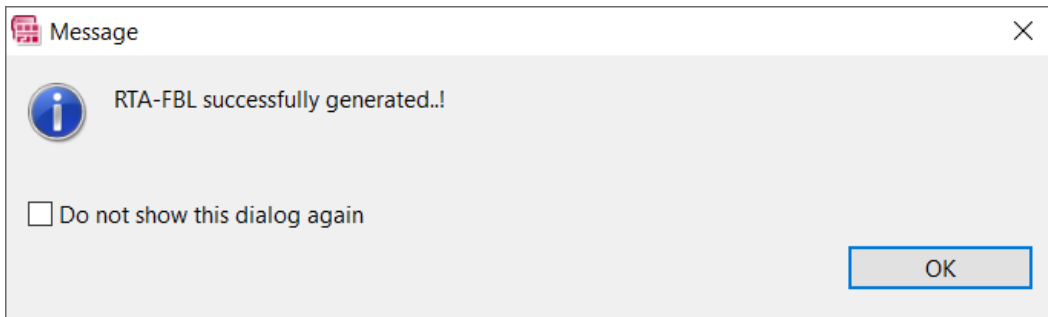 Message
RTA-FBL successfully generated..!
Do not show this dialog again
OK